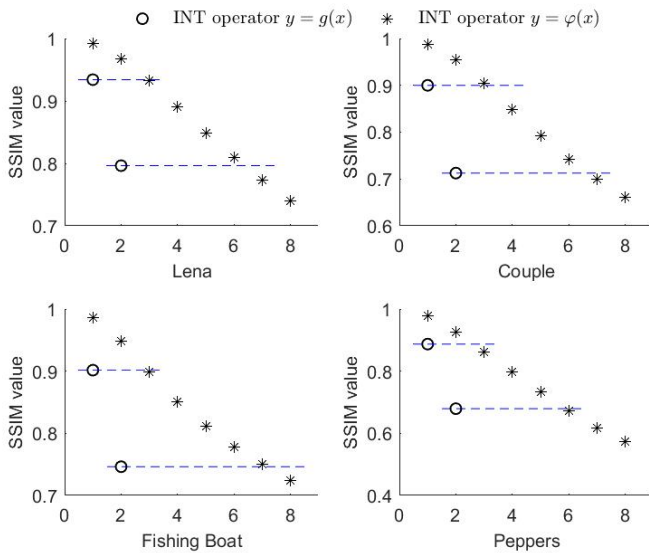 INT operator y = g(x) INT operator y = φ(x)
SSIM value
1
0.9
0.8
0.7
0 2 4 6 8
Lena
SSIM value
1
0.9
0.8
0.7
0.6
0 2 4 6 8
Couple
SSIM value
1
0.9
0.8
0.7
0 2 4 6 8
Fishing Boat
SSIM value
1
0.8
0.6
0.4
0 2 4 6 8
Peppers